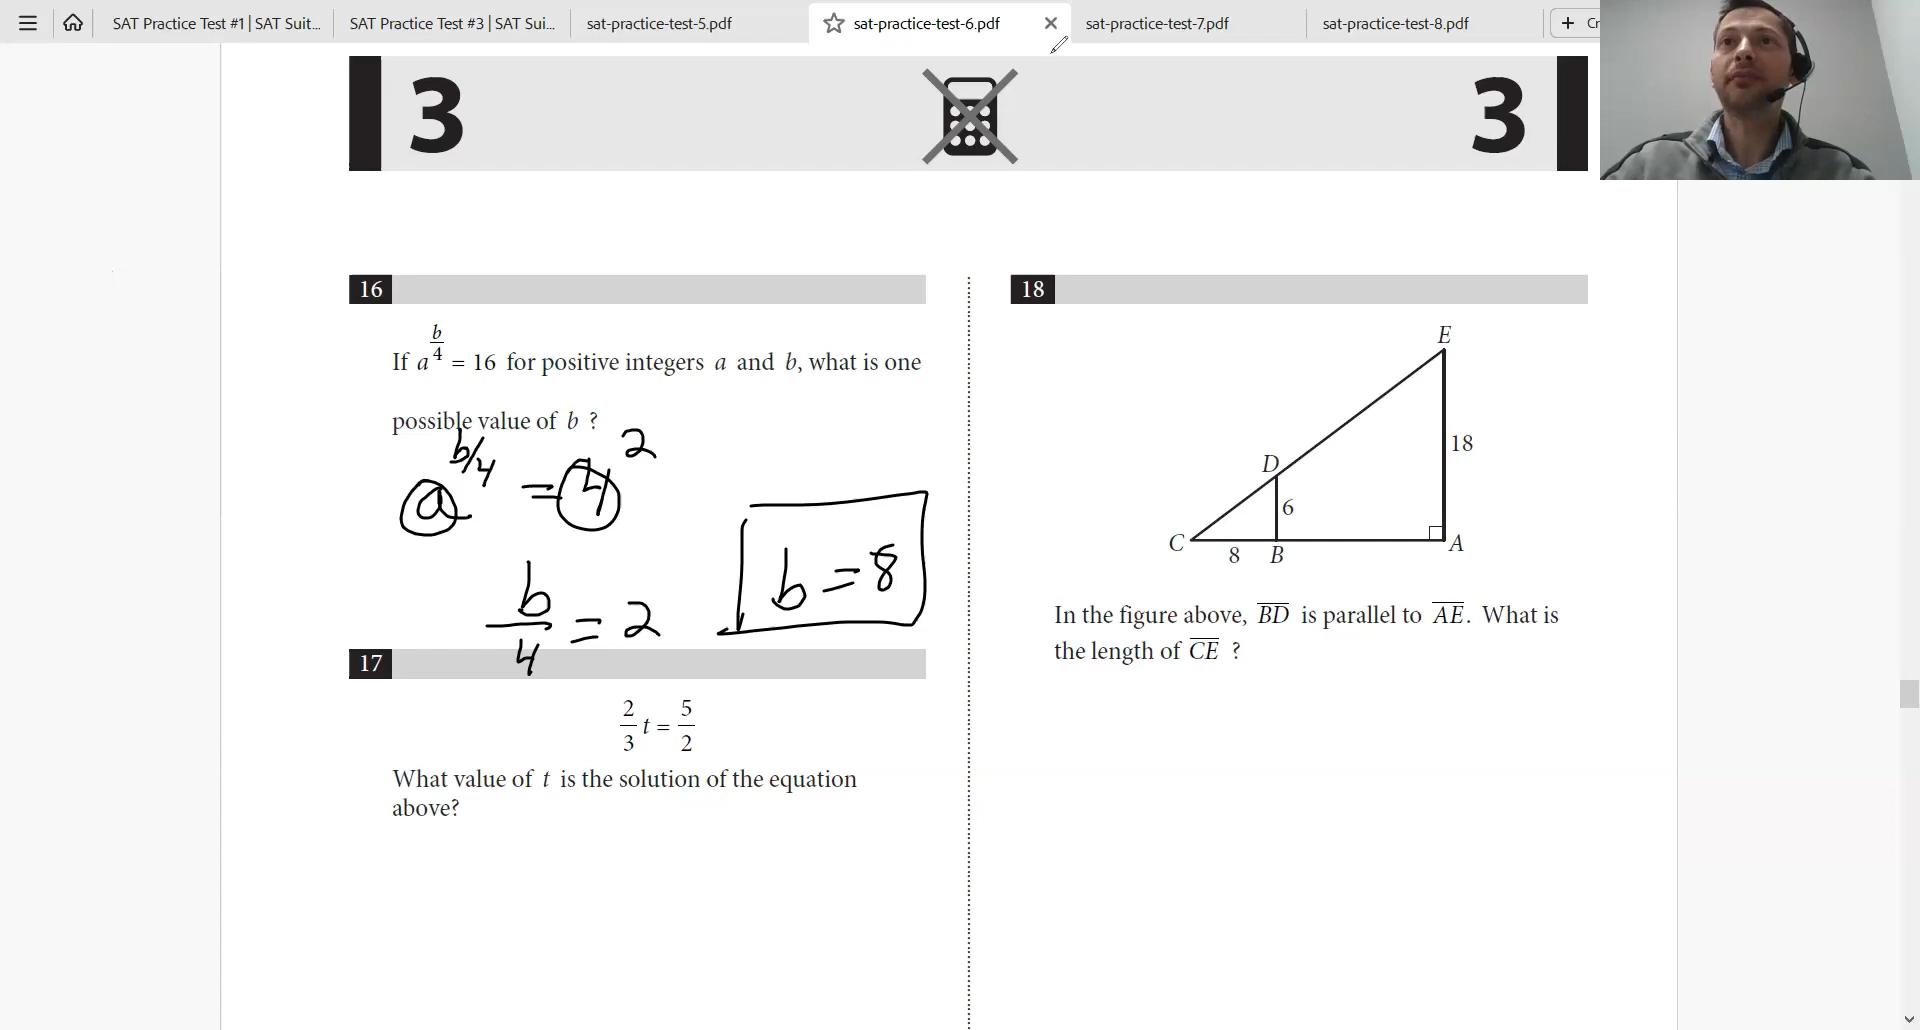 SAT Practice Test #1 | SAT Suit... SAT Practice Test #3 | SAT Sui... sat-practice-test-5.pdf sat-practice-test-6.pdf sat-practice-test-7.pdf sat-practice-test-8.pdf + Cr
3 3
16
If a^(b/4) = 16 for positive integers a and b, what is one
possible value of b ?
a^(b/4) = 4^2
b/4 = 2
b = 8
17
2/3 t = 5/2
What value of t is the solution of the equation
above?
18
E
18
D
6
C 8 B A
In the figure above, BD is parallel to AE. What is
the length of CE ?